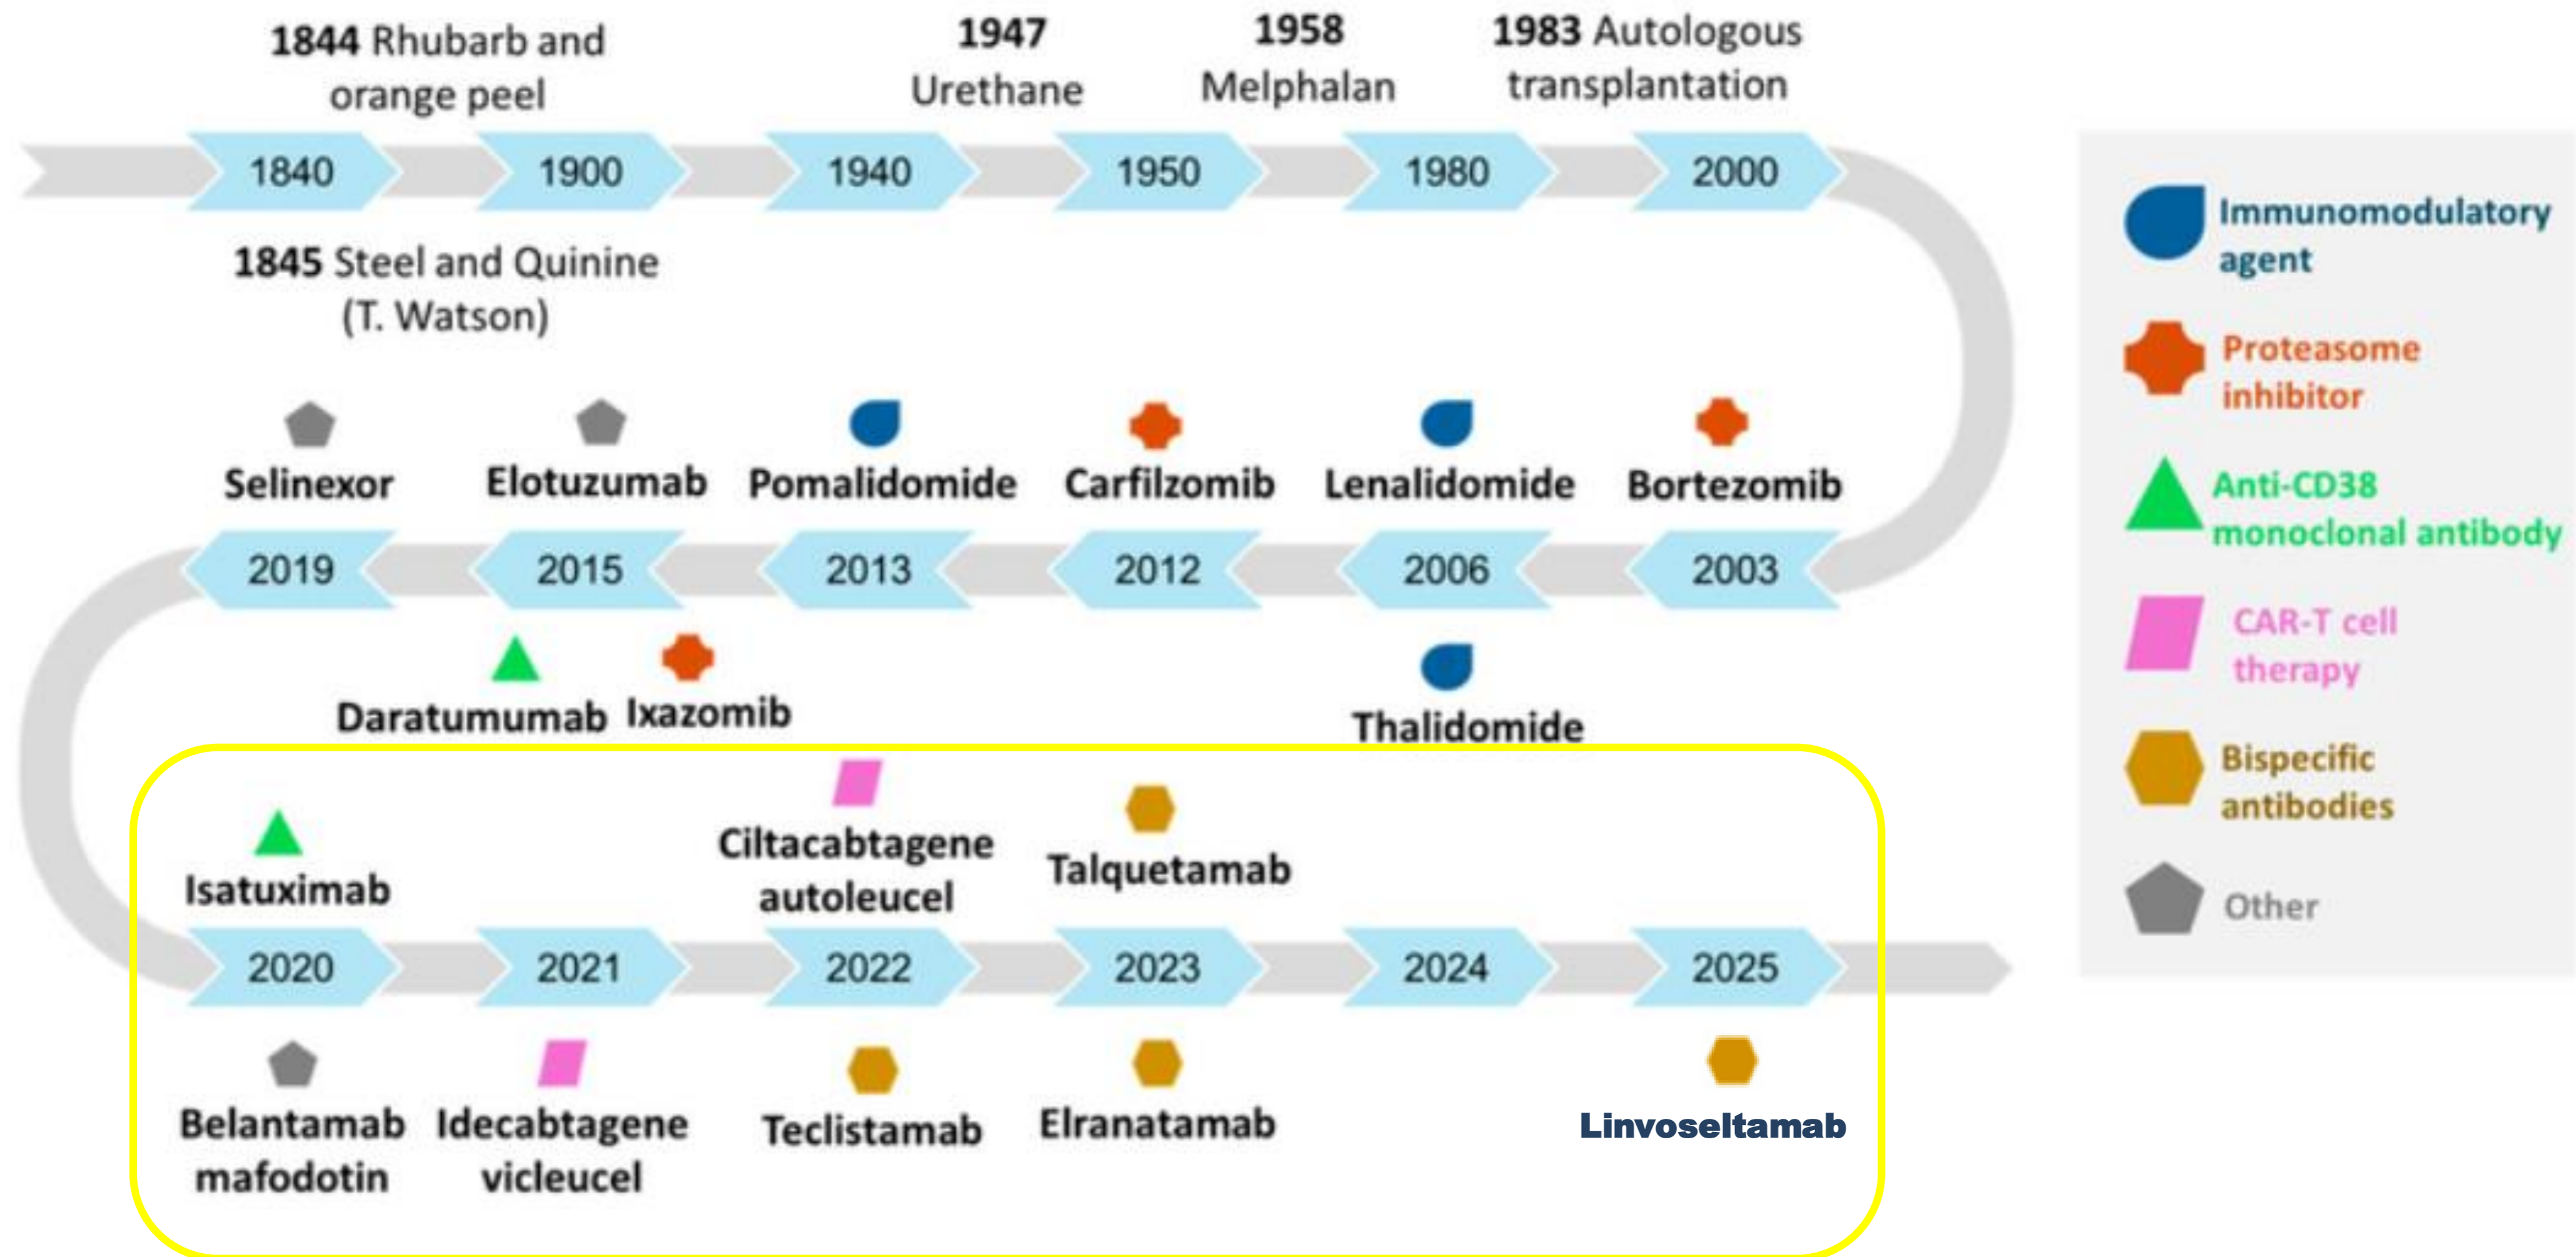 1844 Rhubarb and
orange peel
1947
Urethane
1958
Melphalan
1983 Autologous
transplantation
1840
1900
1940
1950
1980
2000
1845 Steel and Quinine
(T. Watson)
Selinexor
Elotuzumab
Pomalidomide
Carfilzomib
Lenalidomide
Bortezomib
2019
2015
2013
2012
2006
2003
Daratumumab
Ixazomib
Thalidomide
Isatuximab
Ciltacabtagene
autoleucel
Talquetamab
2020
2021
2022
2023
2024
2025
Belantamab
mafodotin
Idecabtagene
vicleucel
Teclistamab
Elranatamab
Linvoseltamab
Immunomodulatory
agent
Proteasome
inhibitor
Anti-CD38
monoclonal antibody
CAR-T cell
therapy
Bispecific
antibodies
Other